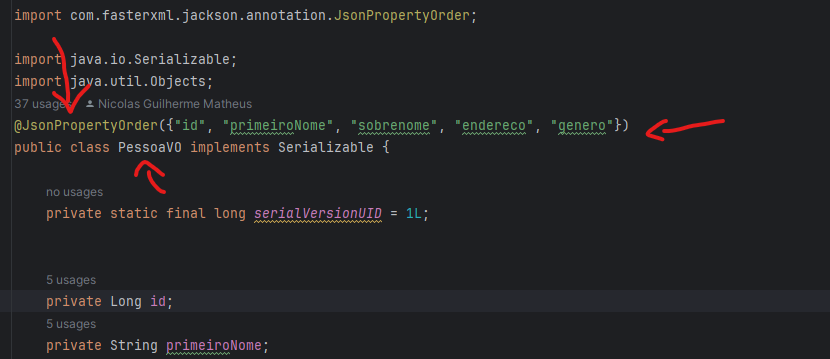 import com.fasterxml.jackson.annotation.JsonPropertyOrder;
import java.io.Serializable;
import java.util.Objects;
37 usages Nicolas Guilherme Matheus
@JsonPropertyOrder({"id", "primeiroNome", "sobrenome", "endereco", "genero"})
public class PessoaVO implements Serializable {
no usages
private static final long serialVersionUID = 1L;
5 usages
private Long id;
5 usages
private String primeiroNome;